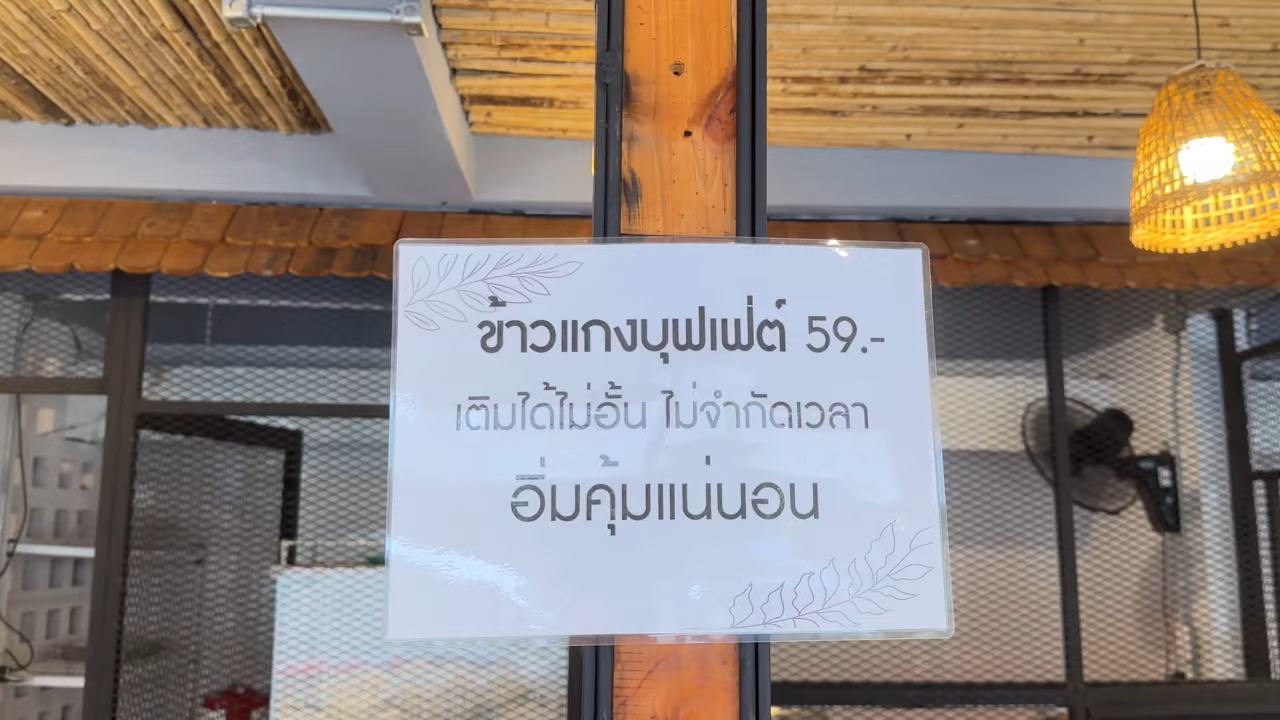 ข้าวแกงบุฟเฟ่ต์ 59.-
เติมได้ไม่อั้น ไม่จำกัดเวลา
อิ่มคุ้มแน่นอน